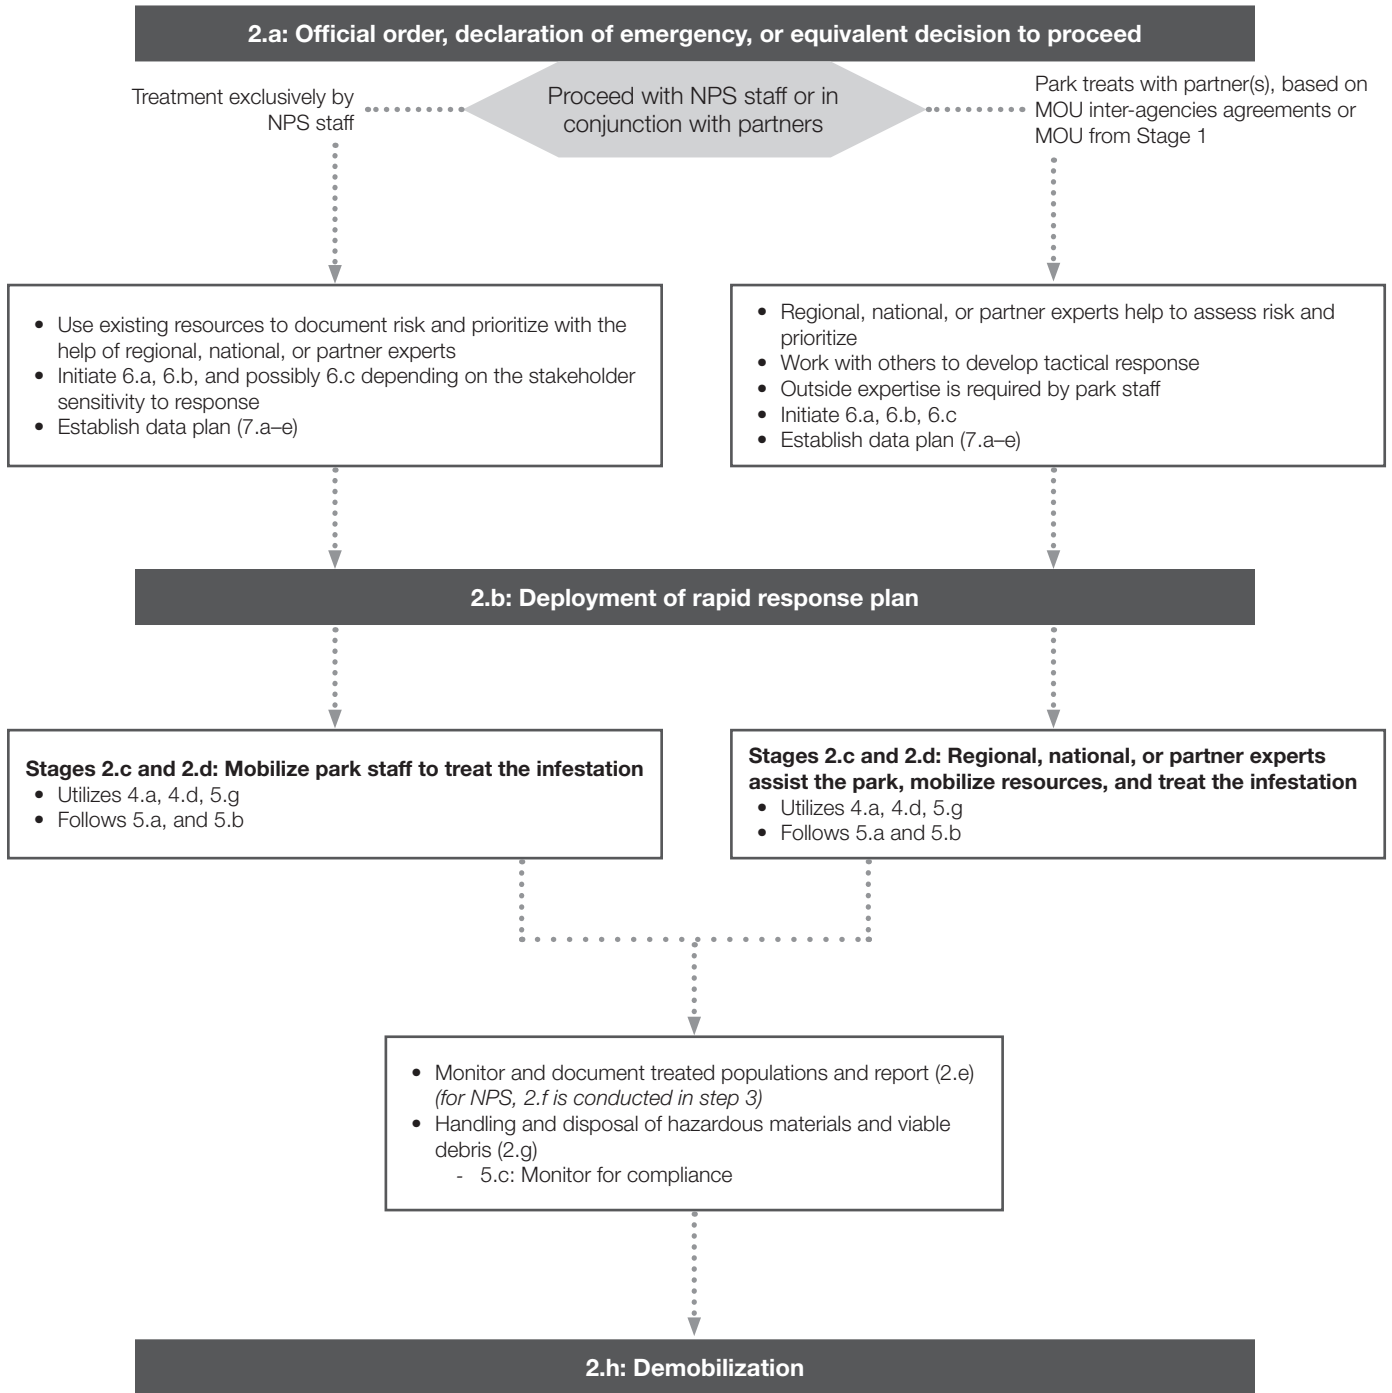 2.a: Official order, declaration of emergency, or equivalent decision to proceed
Treatment exclusively by
NPS staff
Proceed with NPS staff or in
conjunction with partners
Park treats with partner(s), based on
MOU inter-agencies agreements or
MOU from Stage 1
• Use existing resources to document risk and prioritize with the
help of regional, national, or partner experts
• Initiate 6.a, 6.b, and possibly 6.c depending on the stakeholder
sensitivity to response
• Establish data plan (7.a–e)
• Regional, national, or partner experts help to assess risk and
prioritize
• Work with others to develop tactical response
• Outside expertise is required by park staff
• Initiate 6.a, 6.b, 6.c
• Establish data plan (7.a–e)
2.b: Deployment of rapid response plan
Stages 2.c and 2.d: Mobilize park staff to treat the infestation
• Utilizes 4.a, 4.d, 5.g
• Follows 5.a, and 5.b
Stages 2.c and 2.d: Regional, national, or partner experts
assist the park, mobilize resources, and treat the infestation
• Utilizes 4.a, 4.d, 5.g
• Follows 5.a and 5.b
• Monitor and document treated populations and report (2.e)
(for NPS, 2.f is conducted in step 3)
• Handling and disposal of hazardous materials and viable
debris (2.g)
- 5.c: Monitor for compliance
2.h: Demobilization